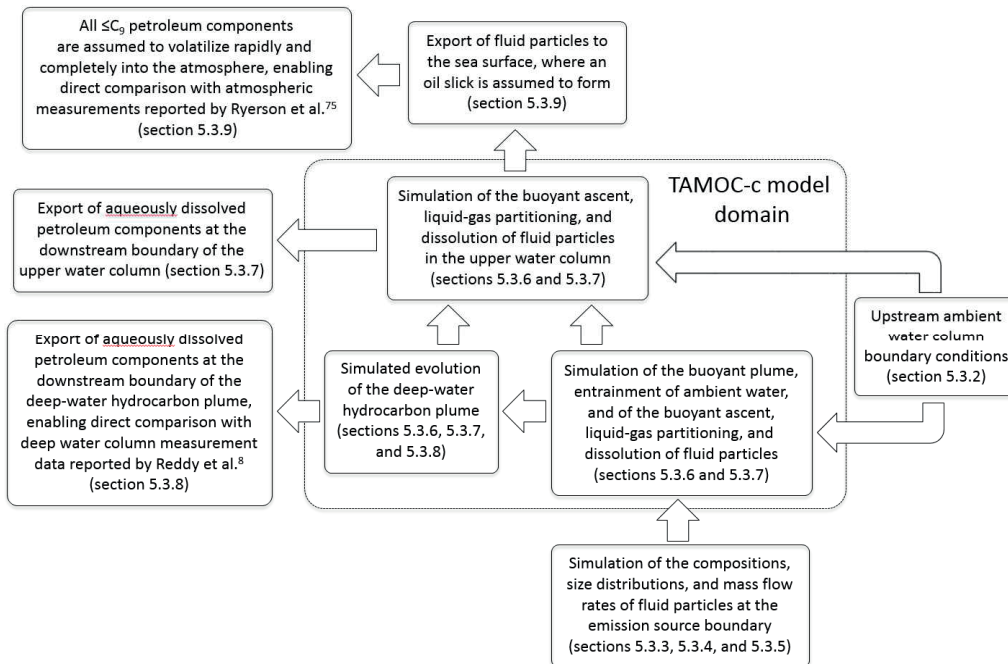 All ≤C₉ petroleum components
are assumed to volatilize rapidly and
completely into the atmosphere, enabling
direct comparison with atmospheric
measurements reported by Ryerson et al.⁷⁵
(section 5.3.9)
Export of fluid particles to
the sea surface, where an
oil slick is assumed to form
(section 5.3.9)
TAMOC-c model
domain
Simulation of the buoyant ascent,
liquid-gas partitioning, and
dissolution of fluid particles
in the upper water column
(sections 5.3.6 and 5.3.7)
Export of aqueously dissolved
petroleum components at the
downstream boundary of the
upper water column (section 5.3.7)
Upstream ambient
water column
boundary conditions
(section 5.3.2)
Export of aqueously dissolved
petroleum components at the
downstream boundary of the
deep-water hydrocarbon plume,
enabling direct comparison with
deep water column measurement
data reported by Reddy et al.⁸
(section 5.3.8)
Simulated evolution
of the deep-water
hydrocarbon plume
(sections 5.3.6, 5.3.7,
and 5.3.8)
Simulation of the buoyant plume,
entrainment of ambient water,
and of the buoyant ascent,
liquid-gas partitioning, and
dissolution of fluid particles
(sections 5.3.6 and 5.3.7)
Simulation of the compositions,
size distributions, and mass flow
rates of fluid particles at the
emission source boundary
(sections 5.3.3, 5.3.4, and 5.3.5)